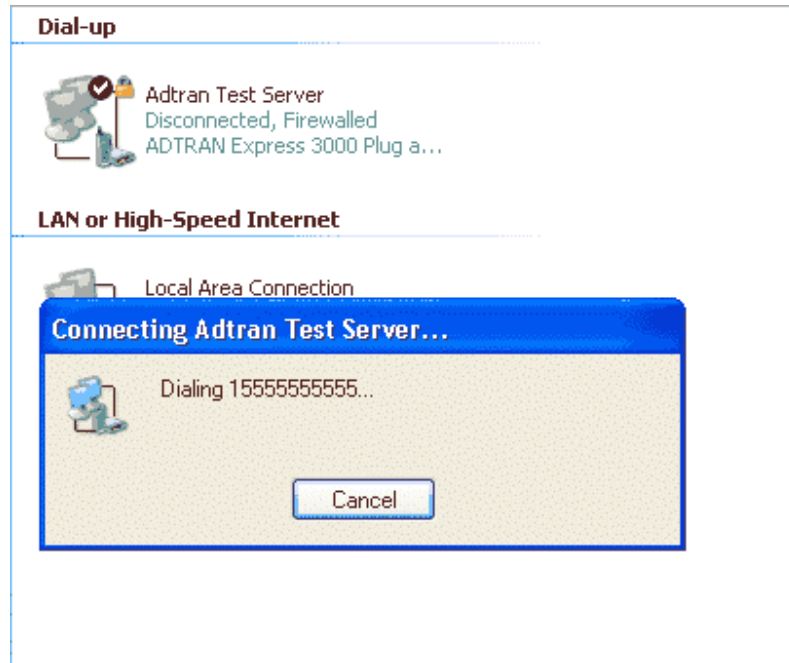 Dial-up
Adtran Test Server
Disconnected, Firewalled
ADTRAN Express 3000 Plug a...
LAN or High-Speed Internet
Local Area Connection
Connecting Adtran Test Server...
Dialing 15555555555...
Cancel